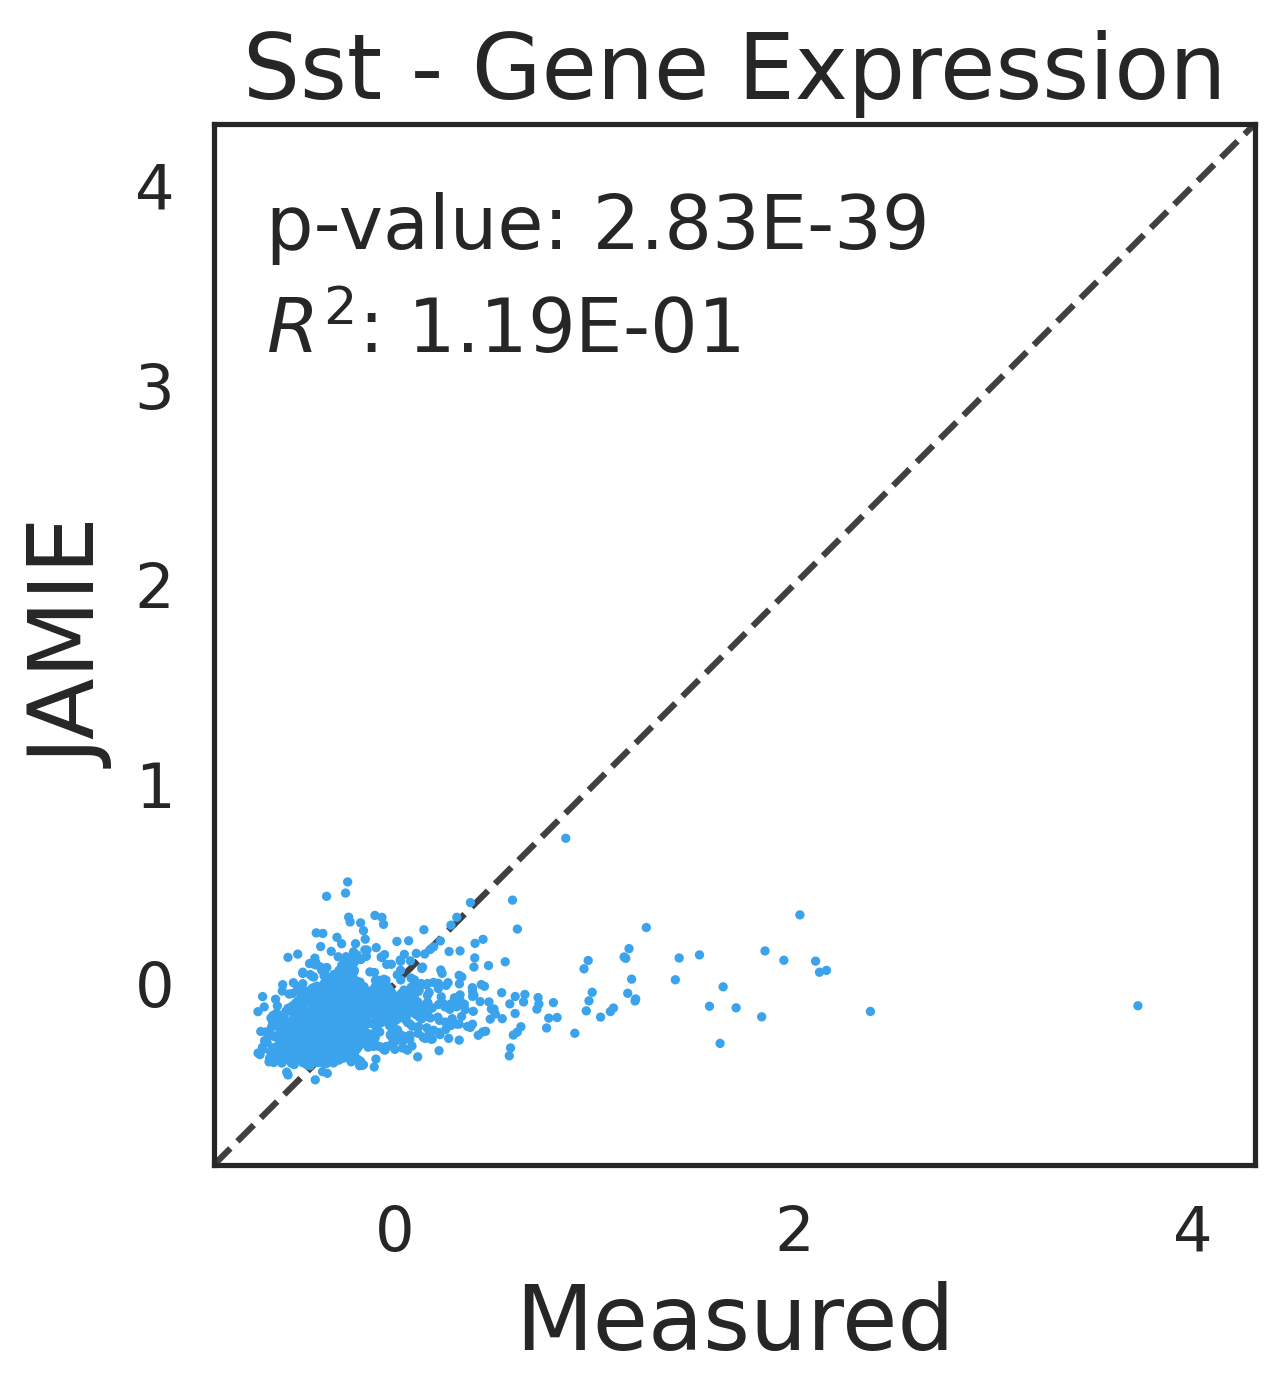 Sst - Gene Expression
p-value: 2.83E-39
R²: 1.19E-01
JAMIE
4
3
2
1
0
0 2 4
Measured